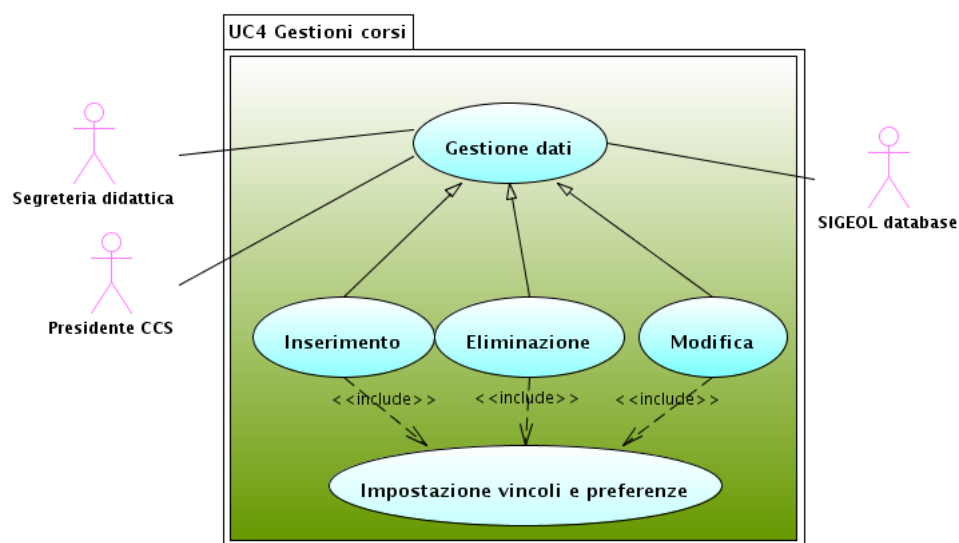 UC4 Gestioni corsi
Gestione dati
Segreteria didattica
SIGEOL database
Presidente CCS
Inserimento
Eliminazione
Modifica
<<include>>
<<include>>
<<include>>
Impostazione vincoli e preferenze